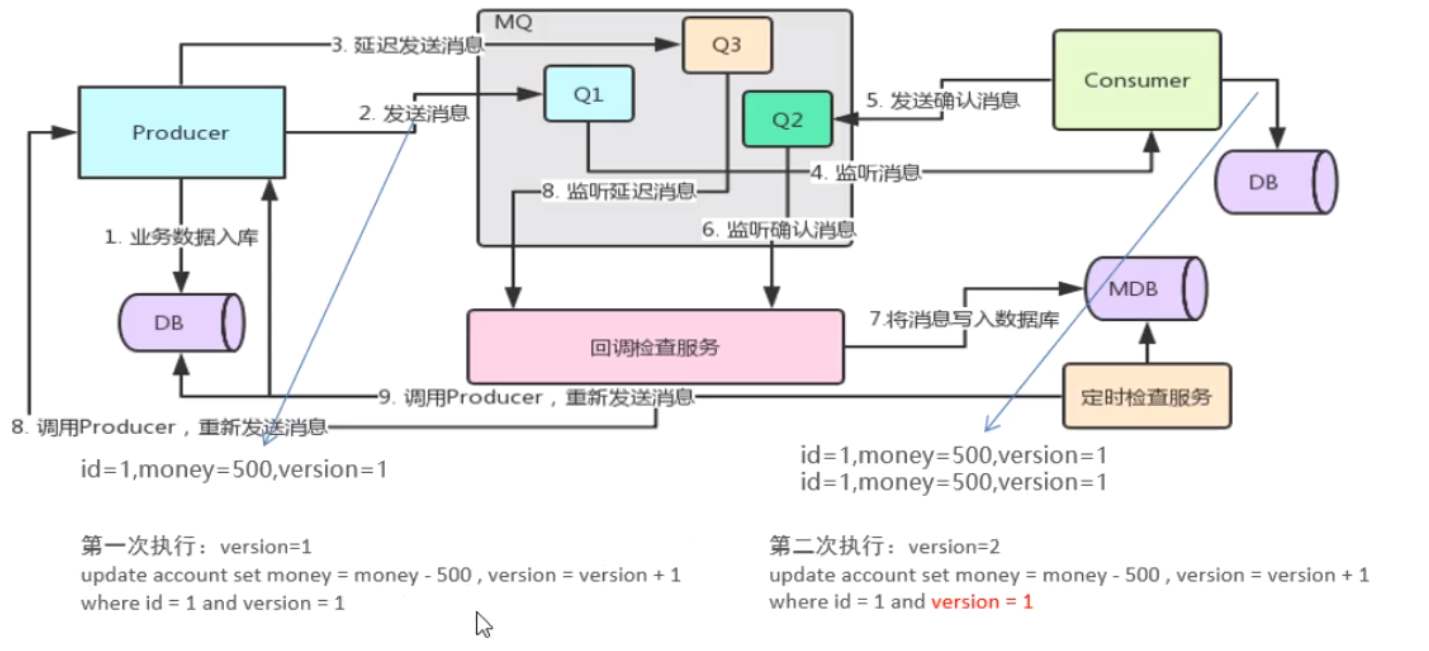 MQ
3. 延迟发送消息
Q3
Producer
2. 发送消息
Q1
Q2
5. 发送确认消息
Consumer
4. 监听消息
DB
8. 监听延迟消息
6. 监听确认消息
1. 业务数据入库
DB
MDB
7.将消息写入数据库
回调检查服务
9. 调用Producer，重新发送消息
定时检查服务
8. 调用Producer，重新发送消息
id=1,money=500,version=1
id=1,money=500,version=1
id=1,money=500,version=1
第一次执行：version=1
update account set money = money - 500 , version = version + 1
where id = 1 and version = 1
第二次执行：version=2
update account set money = money - 500 , version = version + 1
where id = 1 and version = 1